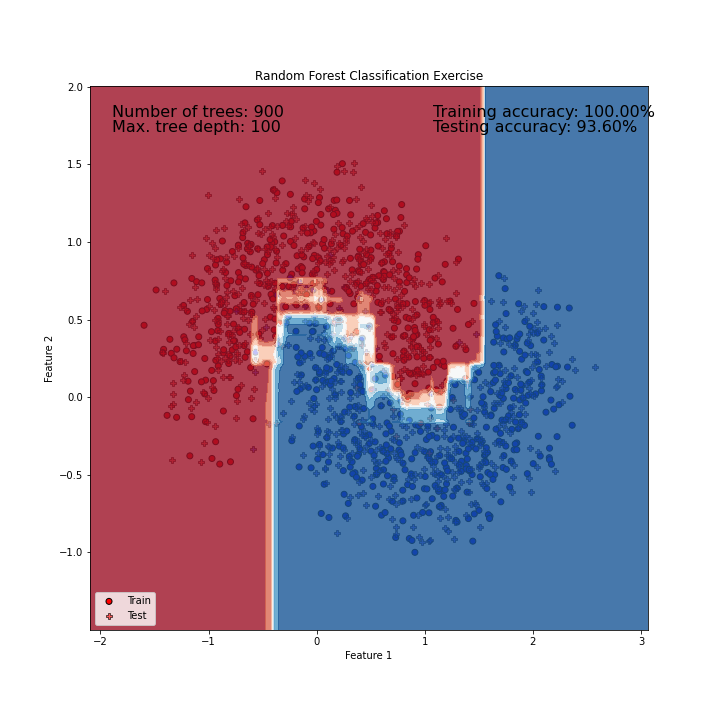 Random Forest Classification Exercise
Number of trees: 900
Max. tree depth: 100
Training accuracy: 100.00%
Testing accuracy: 93.60%
2.0
1.5
1.0
0.5
0.0
−0.5
−1.0
Feature 2
Train
Test
−2
−1
0
1
2
3
Feature 1